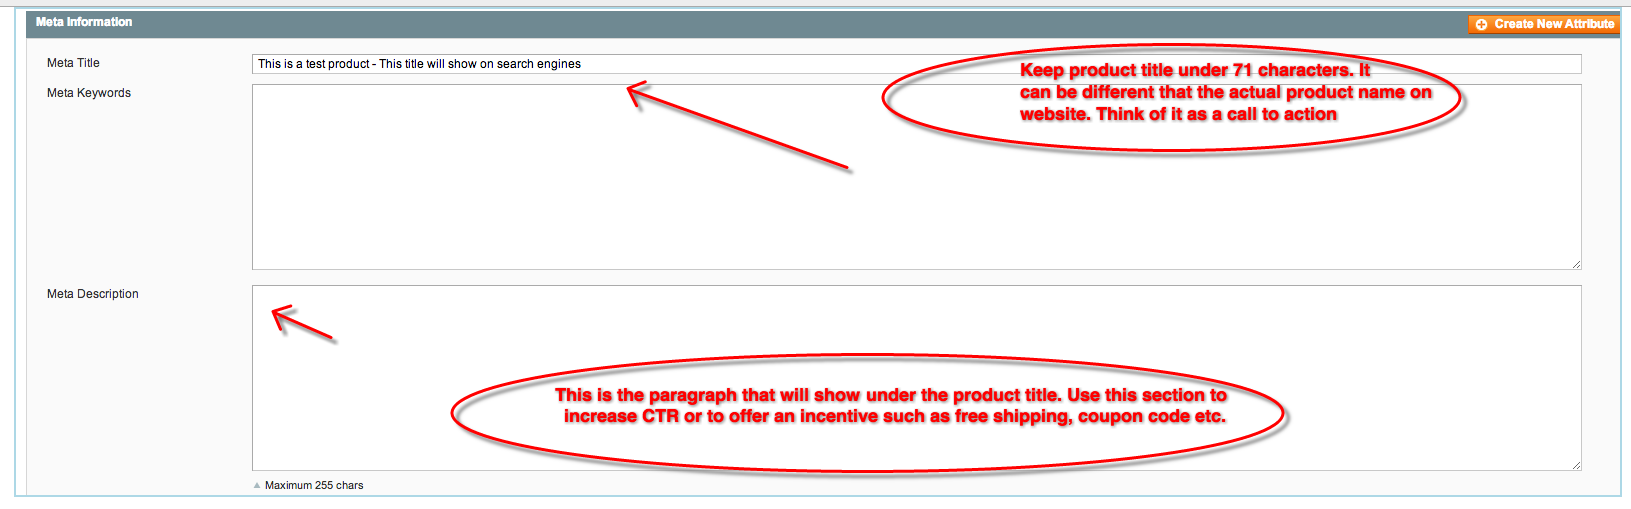 Meta Information
Create New Attribute
Meta Title
This is a test product - This title will show on search engines
Keep product title under 71 characters. It
can be different that the actual product name on
website. Think of it as a call to action
Meta Keywords
Meta Description
This is the paragraph that will show under the product title. Use this section to
increase CTR or to offer an incentive such as free shipping, coupon code etc.
Maximum 255 chars